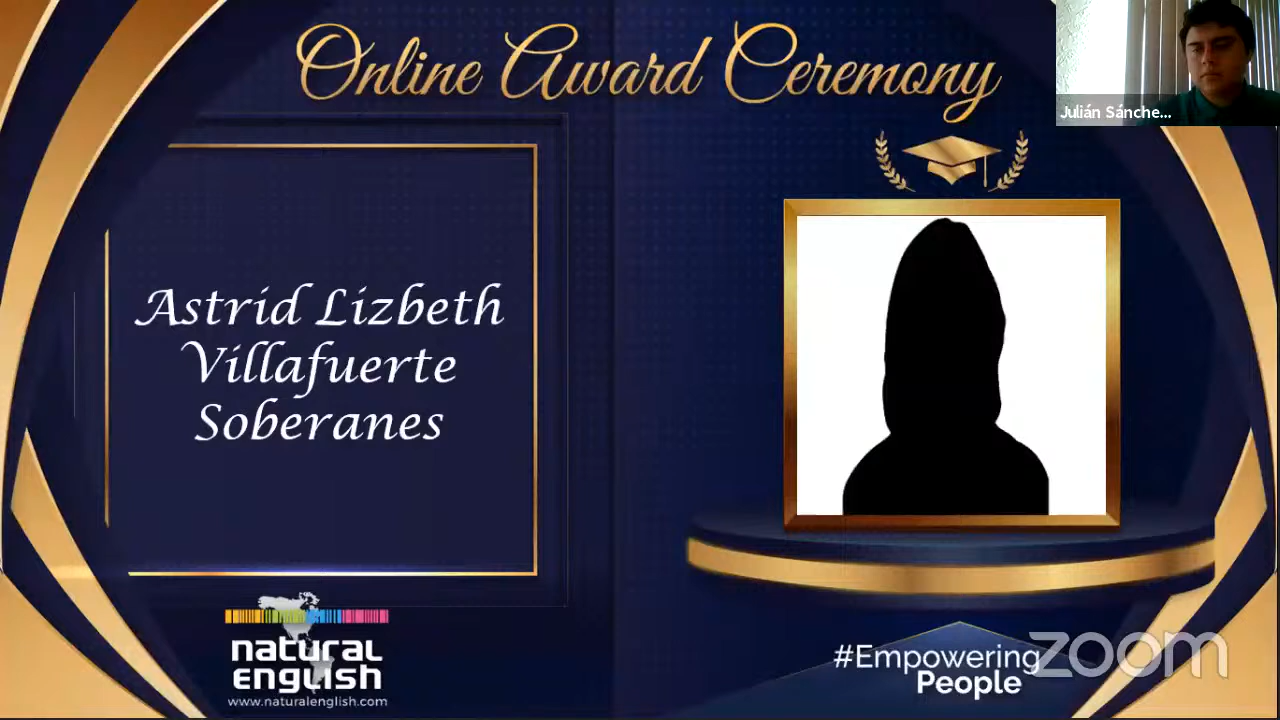 Online Award Ceremony
Julián Sánche...
Astrid Lizbeth
Villafuerte
Soberanes
natural
english
www.naturalenglish.com
#Empowering
People
zoom